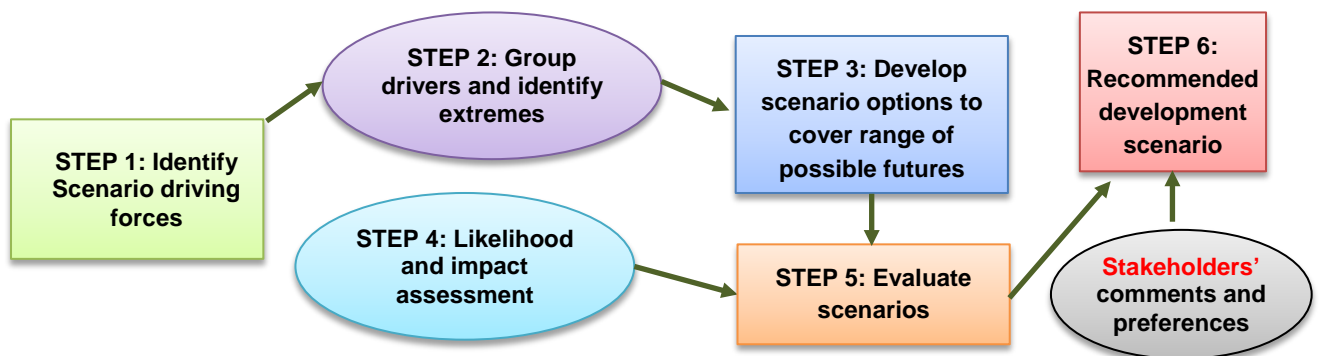 STEP 1: Identify
Scenario driving
forces
STEP 2: Group
drivers and identify
extremes
STEP 3: Develop
scenario options to
cover range of
possible futures
STEP 4: Likelihood
and impact
assessment
STEP 5: Evaluate
scenarios
STEP 6:
Recommended
development
scenario
Stakeholders’
comments and
preferences